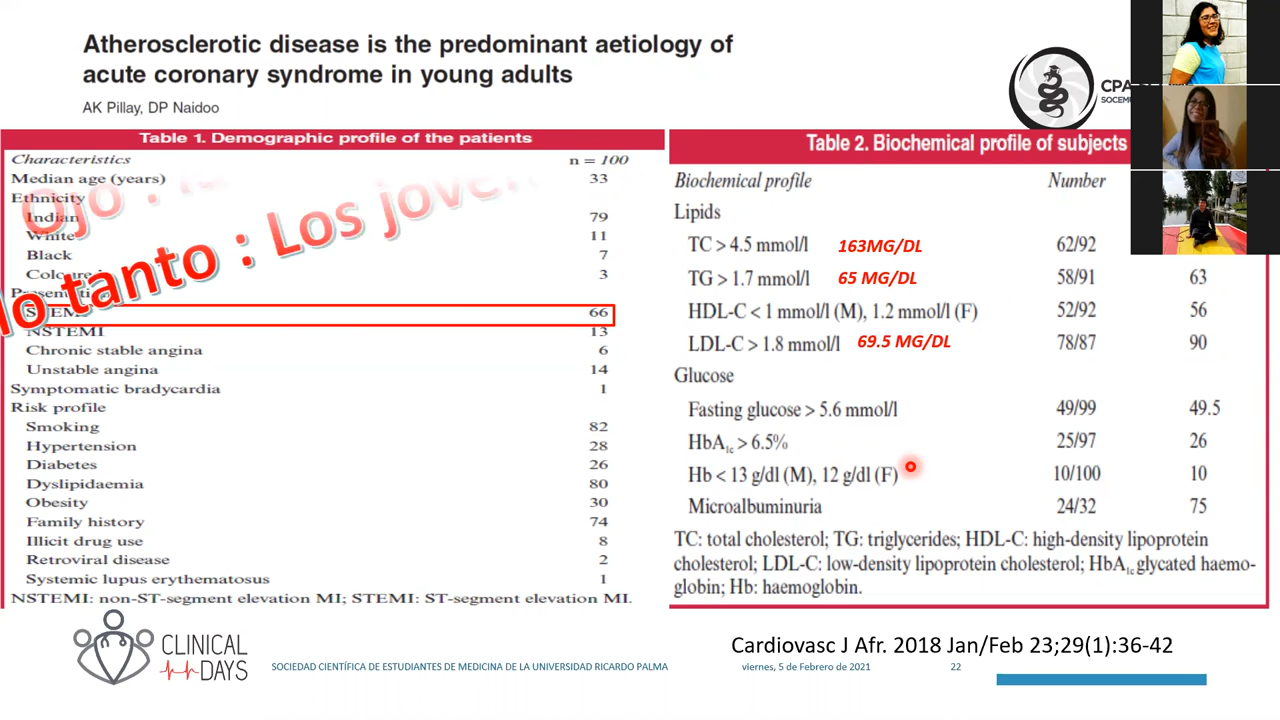 Atherosclerotic disease is the predominant aetiology of
acute coronary syndrome in young adults
AK Pillay, DP Naidoo
Table 1. Demographic profile of the patients
Characteristics n = 100
Median age (years) 33
Ethnicity
Indian 79
White 11
Black 7
3
Ojo :
lo tanto : Los
66
NSTEMI 13
Chronic stable angina 6
Unstable angina 14
Symptomatic bradycardia 1
Risk profile
Smoking 82
Hypertension 28
Diabetes 26
Dyslipidaemia 80
Obesity 30
Family history 74
Illicit drug use 8
Retroviral disease 2
Systemic lupus erythematosus 1
NSTEMI: non-ST-segment elevation MI; STEMI: ST-segment elevation MI.
Table 2. Biochemical profile of subjects
Biochemical profile Number
Lipids
TC > 4.5 mmol/l 163MG/DL 62/92
TG > 1.7 mmol/l 65 MG/DL 58/91 63
HDL-C < 1 mmol/l (M), 1.2 mmol/l (F) 52/92 56
LDL-C > 1.8 mmol/l 69.5 MG/DL 78/87 90
Glucose
Fasting glucose > 5.6 mmol/l 49/99 49.5
HbA1c > 6.5% 25/97 26
Hb < 13 g/dl (M), 12 g/dl (F) 10/100 10
Microalbuminuria 24/32 75
TC: total cholesterol; TG: triglycerides; HDL-C: high-density lipoprotein
cholesterol; LDL-C: low-density lipoprotein cholesterol; HbA1c glycated haemo-
globin; Hb: haemoglobin.
Cardiovasc J Afr. 2018 Jan/Feb 23;29(1):36-42
CLINICAL
DAYS
SOCIEDAD CIENTÍFICA DE ESTUDIANTES DE MEDICINA DE LA UNIVERSIDAD RICARDO PALMA viernes, 5 de Febrero de 2021 22